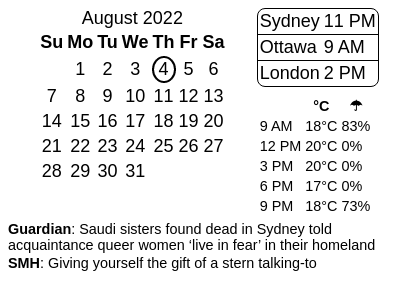 August 2022
Su Mo Tu We Th Fr Sa
1 2 3 4 5 6
7 8 9 10 11 12 13
14 15 16 17 18 19 20
21 22 23 24 25 26 27
28 29 30 31
Sydney 11 PM
Ottawa 9 AM
London 2 PM
°C ☂
9 AM 18°C 83%
12 PM 20°C 0%
3 PM 20°C 0%
6 PM 17°C 0%
9 PM 18°C 73%
Guardian: Saudi sisters found dead in Sydney told
acquaintance queer women ‘live in fear’ in their homeland
SMH: Giving yourself the gift of a stern talking-to